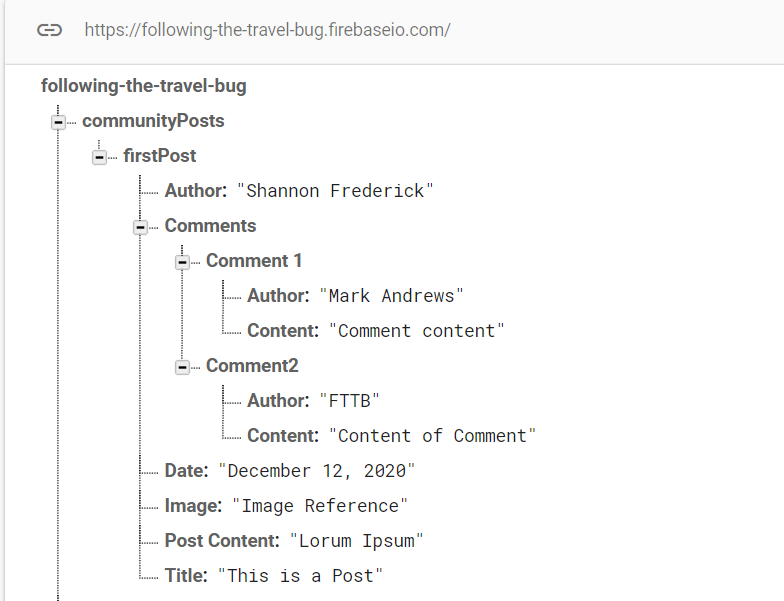 https://following-the-travel-bug.firebaseio.com/
following-the-travel-bug
communityPosts
firstPost
Author: "Shannon Frederick"
Comments
Comment 1
Author: "Mark Andrews"
Content: "Comment content"
Comment2
Author: "FTTB"
Content: "Content of Comment"
Date: "December 12, 2020"
Image: "Image Reference"
Post Content: "Lorum Ipsum"
Title: "This is a Post"